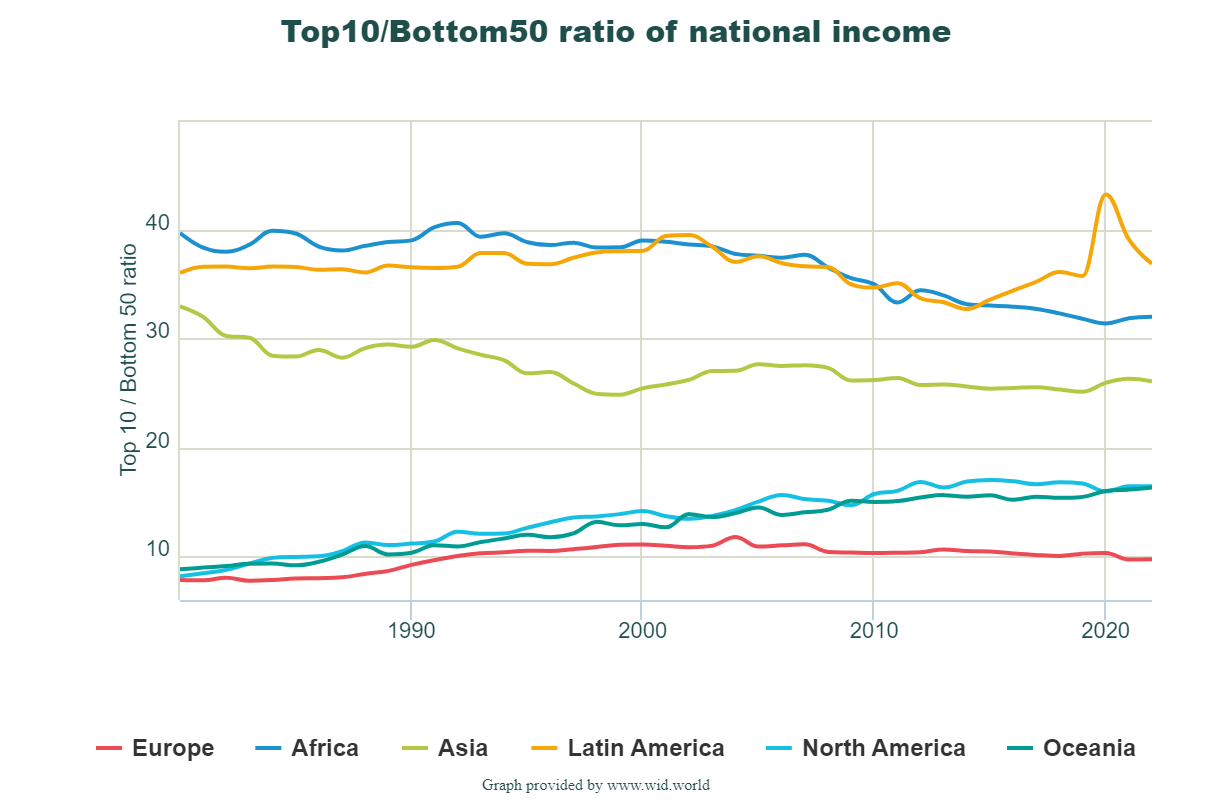 Top10/Bottom50 ratio of national income
Top 10 / Bottom 50 ratio
40
30
20
10
1990 2000 2010 2020
Europe Africa Asia Latin America North America Oceania
Graph provided by www.wid.world